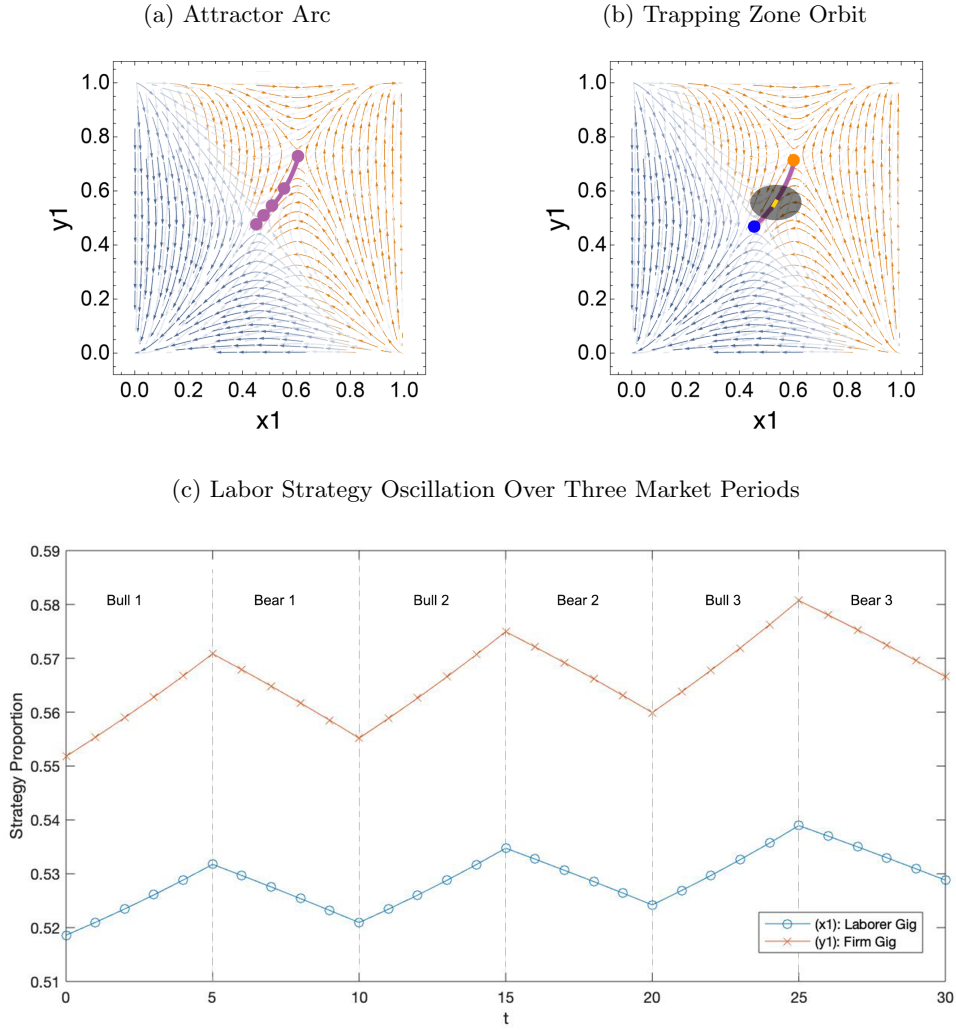 (a) Attractor Arc
(b) Trapping Zone Orbit
1.0
0.8
0.6
0.4
0.2
0.0
y1
0.0 0.2 0.4 0.6 0.8 1.0
x1
1.0
0.8
0.6
0.4
0.2
0.0
y1
0.0 0.2 0.4 0.6 0.8 1.0
x1
(c) Labor Strategy Oscillation Over Three Market Periods
0.59
0.58
0.57
0.56
0.55
0.54
0.53
0.52
0.51
Strategy Proportion
Bull 1
Bear 1
Bull 2
Bear 2
Bull 3
Bear 3
(x1): Laborer Gig
(y1): Firm Gig
0 5 10 15 20 25 30
t